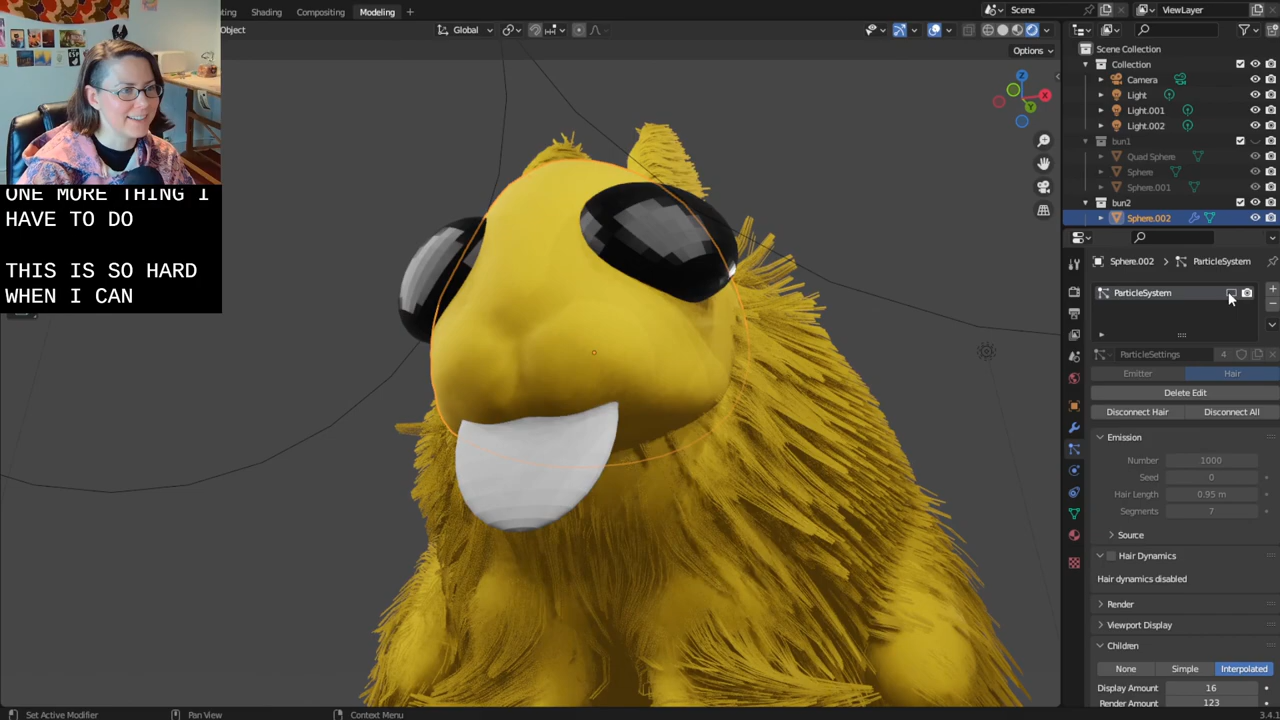 Shading
Compositing
Modeling
+
Scene
ViewLayer
Object
Global
Options
Scene Collection
Collection
Camera
Light
Light.001
Light.002
bun1
Quad Sphere
Sphere
Sphere.001
bun2
Sphere.002
ONE MORE THING I
HAVE TO DO
THIS IS SO HARD
WHEN I CAN
Z
X
Y
Sphere.002
ParticleSystem
ParticleSystem
ParticleSettings
4
Emitter
Hair
Delete Edit
Disconnect Hair
Disconnect All
Emission
Number
1000
Seed
0
Hair Length
0.95 m
Segments
7
Source
Hair Dynamics
Hair dynamics disabled
Render
Viewport Display
Children
None
Simple
Interpolated
Display Amount
16
Render Amount
123
Set Active Modifier
Pan View
Context Menu
3.4.1